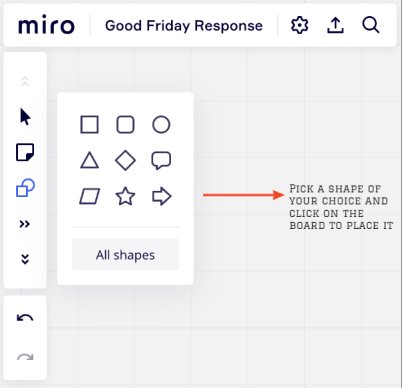 miro
Good Friday Response
Pick a shape of
your choice and
click on the
board to place it
All shapes